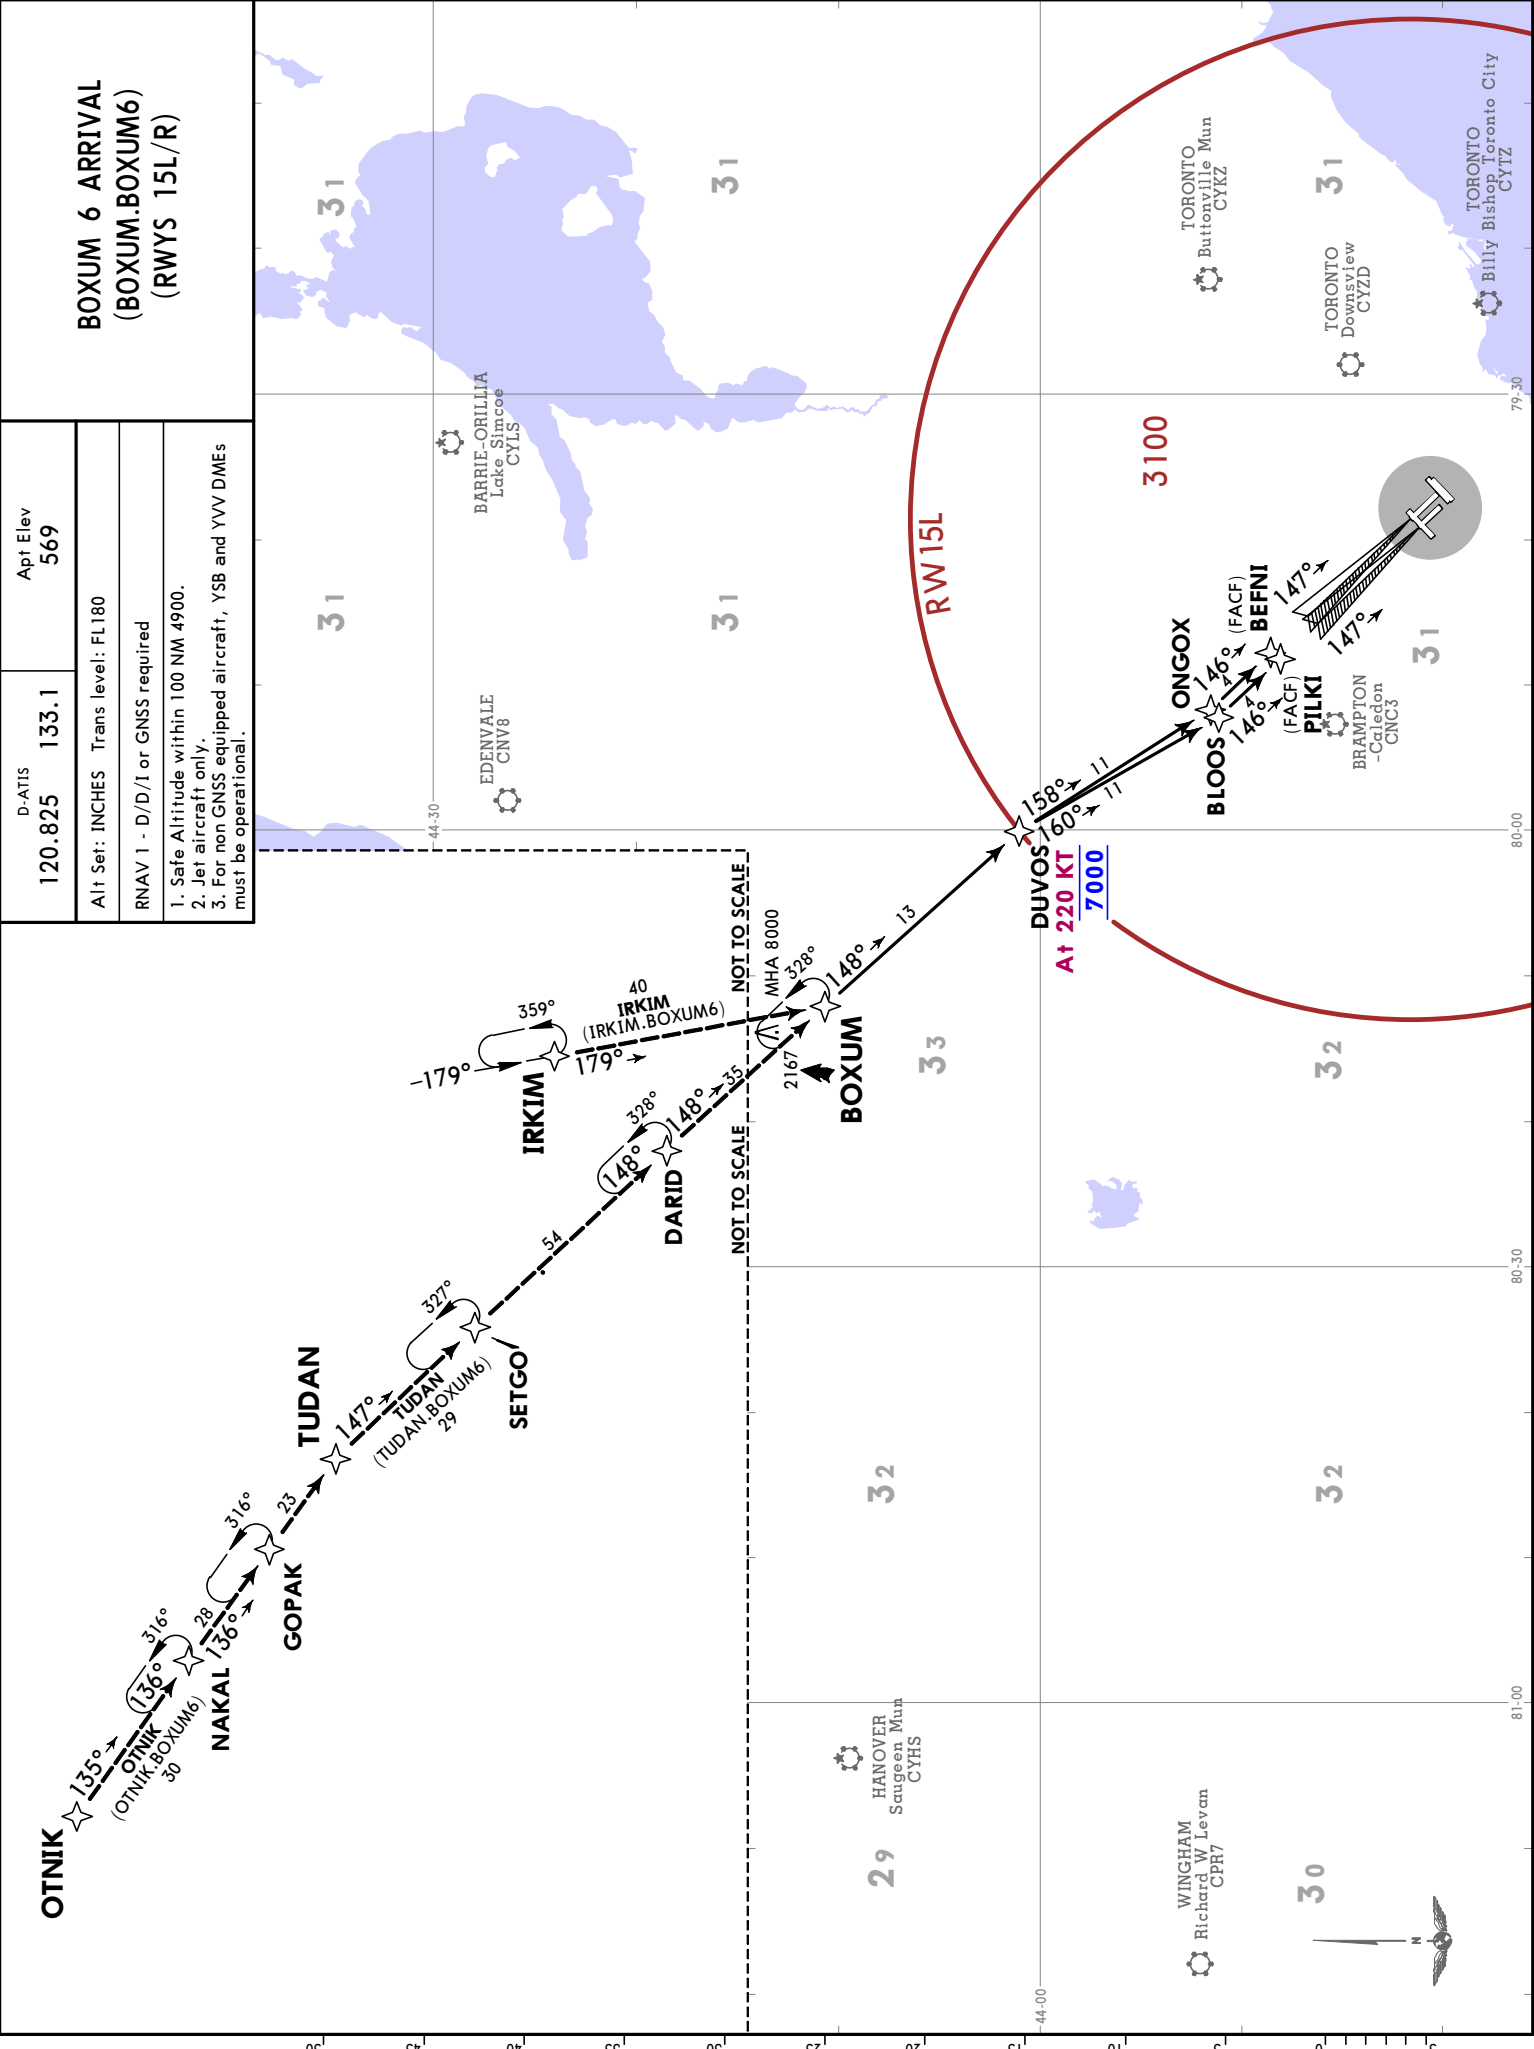 BOXUM 6 ARRIVAL
(BOXUM.BOXUM6)
(RWYS 15L/R)
D-ATIS
120.825 133.1
Apt Elev
569
Alt Set: INCHES Trans level: FL180
RNAV 1 - D/D/I or GNSS required
1. Safe Altitude within 100 NM 4900.
2. Jet aircraft only.
3. For non GNSS equipped aircraft, YSB and YVV DMEs
must be operational.
OTNIK
135°
OTNIK
(OTNIK.BOXUM6)
30
136°
316°
NAKAL
28
136°
316°
GOPAK
23
TUDAN
147°
TUDAN
(TUDAN.BOXUM6)
29
327°
SETGO
54
148°
328°
DARID
148°
35
359°
-179°
IRKIM
179°
40
IRKIM
(IRKIM.BOXUM6)
NOT TO SCALE
NOT TO SCALE
MHA 8000
328°
2167
BOXUM
148°
13
DUVOS
At 220 KT
7000
158°
11
160°
11
ONGOX
BLOOS
146°
4
146°
4
(FACF)
BEFNI
(FACF)
PILKI
147°
147°
RW15L
3100
EDENVALE
CNV8
BARRIE-ORILLIA
Lake Simcoe
CYLS
TORONTO
Buttonville Mun
CYKZ
TORONTO
Downsview
CYZD
TORONTO
Billy Bishop Toronto City
CYTZ
BRAMPTON
-Caledon
CNC3
HANOVER
Saugeen Mun
CYHS
WINGHAM
Richard W Levan
CPR7
31
31
31
31
31
31
33
32
32
32
29
30
44-30
44-00
79-30
80-00
80-30
81-00
N